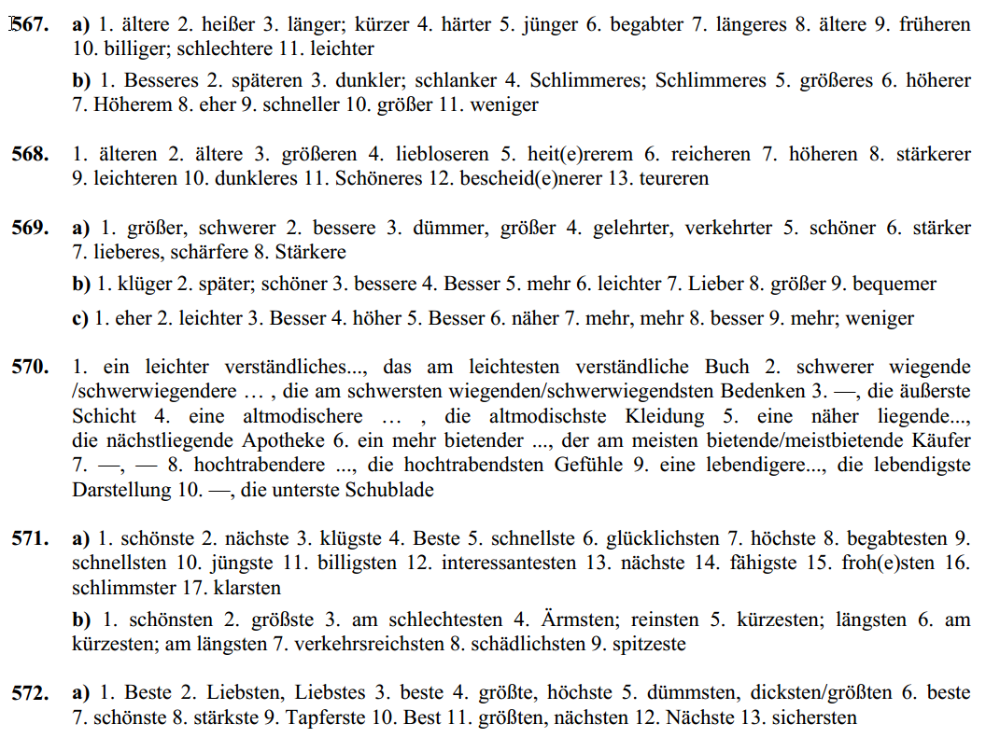 567. a) 1. ältere 2. heißer 3. länger; kürzer 4. härter 5. jünger 6. begabter 7. längeres 8. ältere 9. früheren
10. billiger; schlechtere 11. leichter
b) 1. Besseres 2. späteren 3. dunkler; schlanker 4. Schlimmeres; Schlimmeres 5. größeres 6. höherer
7. Höherem 8. eher 9. schneller 10. größer 11. weniger
568. 1. älteren 2. ältere 3. größeren 4. liebloseren 5. heit(e)rerem 6. reicheren 7. höheren 8. stärkerer
9. leichteren 10. dunkleres 11. Schöneres 12. bescheid(e)nerer 13. teureren
569. a) 1. größer, schwerer 2. bessere 3. dümmer, größer 4. gelehrter, verkehrter 5. schöner 6. stärker
7. lieberes, schärfere 8. Stärkere
b) 1. klüger 2. später; schöner 3. bessere 4. Besser 5. mehr 6. leichter 7. Lieber 8. größer 9. bequemer
c) 1. eher 2. leichter 3. Besser 4. höher 5. Besser 6. näher 7. mehr, mehr 8. besser 9. mehr; weniger
570. 1. ein leichter verständliches..., das am leichtesten verständliche Buch 2. schwerer wiegende
/schwerwiegendere … , die am schwersten wiegenden/schwerwiegendsten Bedenken 3. —, die äußerste
Schicht 4. eine altmodischere … , die altmodischste Kleidung 5. eine näher liegende...,
die nächstliegende Apotheke 6. ein mehr bietender ..., der am meisten bietende/meistbietende Käufer
7. —, — 8. hochtrabendere ..., die hochtrabendsten Gefühle 9. eine lebendigere..., die lebendigste
Darstellung 10. —, die unterste Schublade
571. a) 1. schönste 2. nächste 3. klügste 4. Beste 5. schnellste 6. glücklichsten 7. höchste 8. begabtesten 9.
schnellsten 10. jüngste 11. billigsten 12. interessantesten 13. nächste 14. fähigste 15. froh(e)sten 16.
schlimmster 17. klarsten
b) 1. schönsten 2. größste 3. am schlechtesten 4. Ärmsten; reinsten 5. kürzesten; längsten 6. am
kürzesten; am längsten 7. verkehrsreichsten 8. schädlichsten 9. spitzeste
572. a) 1. Beste 2. Liebsten, Liebstes 3. beste 4. größte, höchste 5. dümmsten, dicksten/größten 6. beste
7. schönste 8. stärkste 9. Tapferste 10. Best 11. größten, nächsten 12. Nächste 13. sichersten